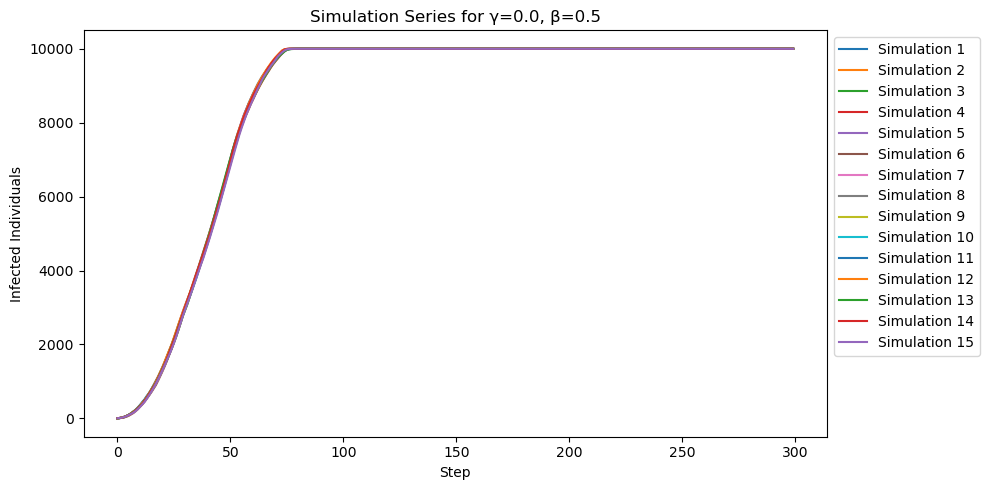 Simulation Series for γ=0.0, β=0.5
Infected Individuals
10000
8000
6000
4000
2000
0
0
50
100
150
200
250
300
Step
Simulation 1
Simulation 2
Simulation 3
Simulation 4
Simulation 5
Simulation 6
Simulation 7
Simulation 8
Simulation 9
Simulation 10
Simulation 11
Simulation 12
Simulation 13
Simulation 14
Simulation 15